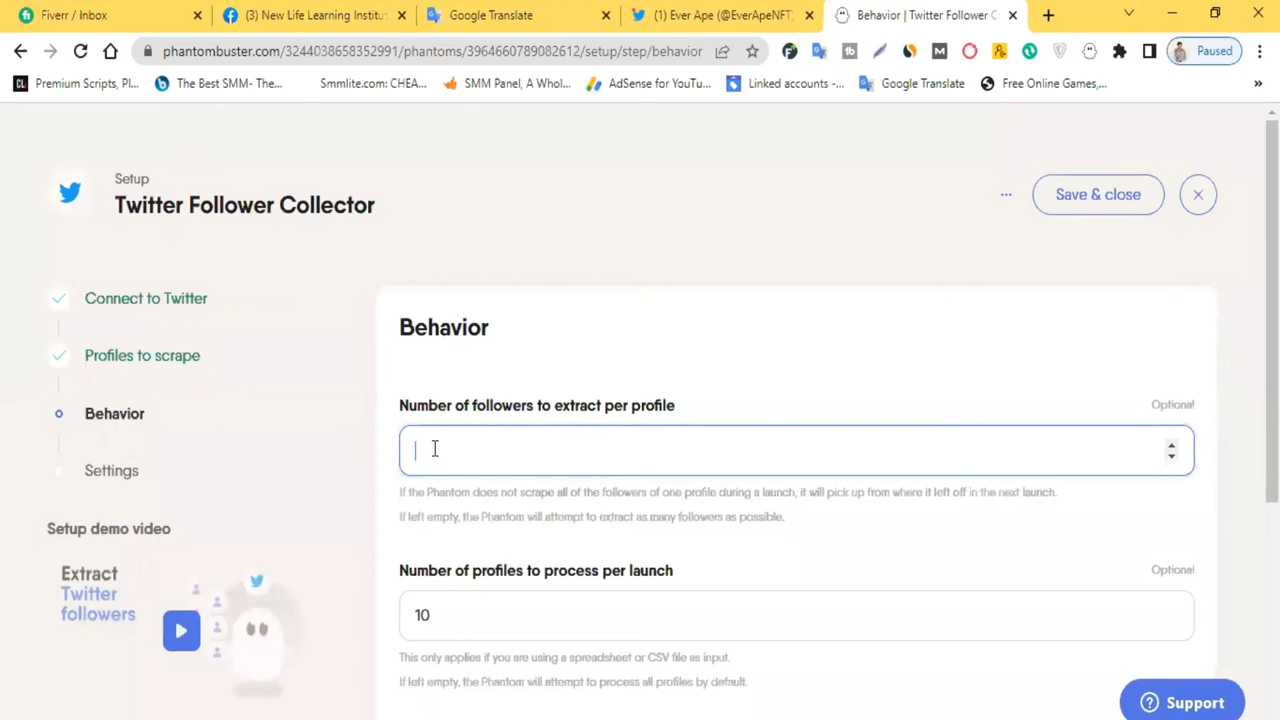 Fiverr / Inbox
(3) New Life Learning Institu
Google Translate
(1) Ever Ape (@EverApeNFT)
Behavior | Twitter Follower C
phantombuster.com/3244038658352991/phantoms/3964660789082612/setup/step/behavior
Paused
Premium Scripts, Pl...
The Best SMM- The...
Smmlite.com: CHEA...
SMM Panel, A Whol...
AdSense for YouTu...
Linked accounts -...
Google Translate
Free Online Games,...
»
Setup
Twitter Follower Collector
...
Save & close
Connect to Twitter
Profiles to scrape
Behavior
Settings
Setup demo video
Extract
Twitter
followers
Behavior
Number of followers to extract per profile
Optional
If the Phantom does not scrape all of the followers of one profile during a launch, it will pick up from where it left off in the next launch.
If left empty, the Phantom will attempt to extract as many followers as possible.
Number of profiles to process per launch
Optional
10
This only applies if you are using a spreadsheet or CSV file as input.
If left empty, the Phantom will attempt to process all profiles by default.
Support